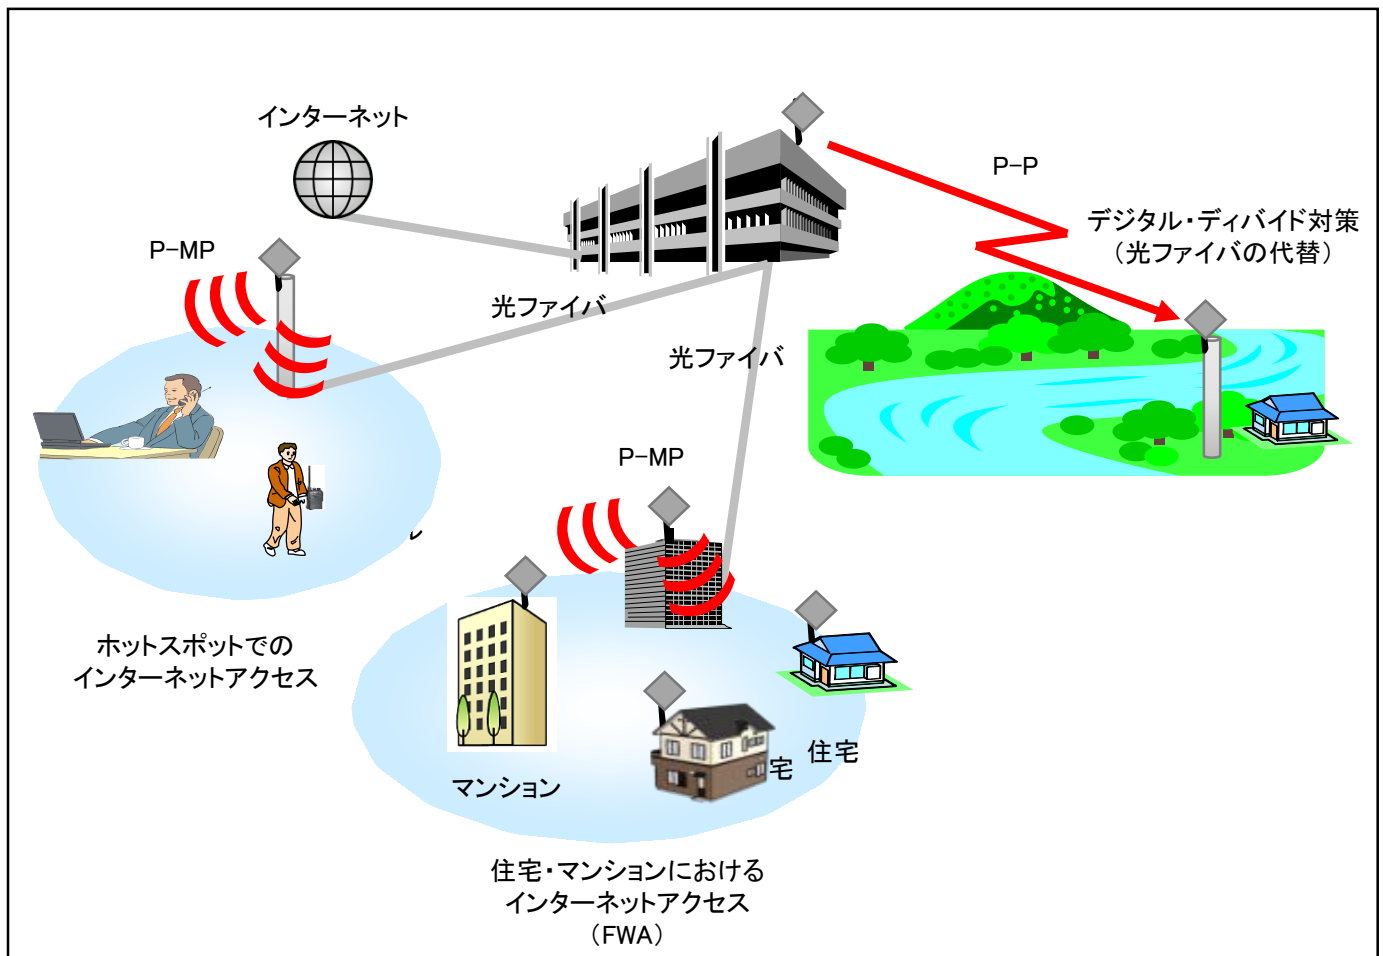 インターネット
P-P
デジタル・ディバイド対策
（光ファイバの代替）
P-MP
光ファイバ
光ファイバ
P-MP
ホットスポットでの
インターネットアクセス
マンション
宅
住宅
住宅・マンションにおける
インターネットアクセス
（FWA）